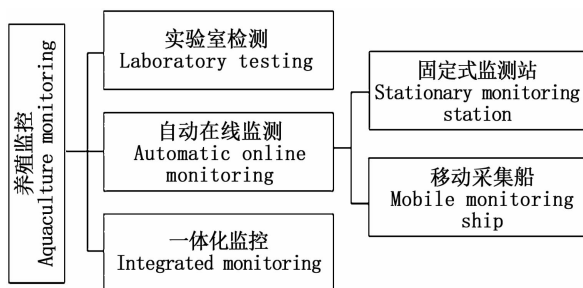 养殖监控
Aquaculture monitoring
实验室检测
Laboratory testing
自动在线监测
Automatic online
monitoring
一体化监控
Integrated monitoring
固定式监测站
Stationary monitoring
station
移动采集船
Mobile monitoring
ship